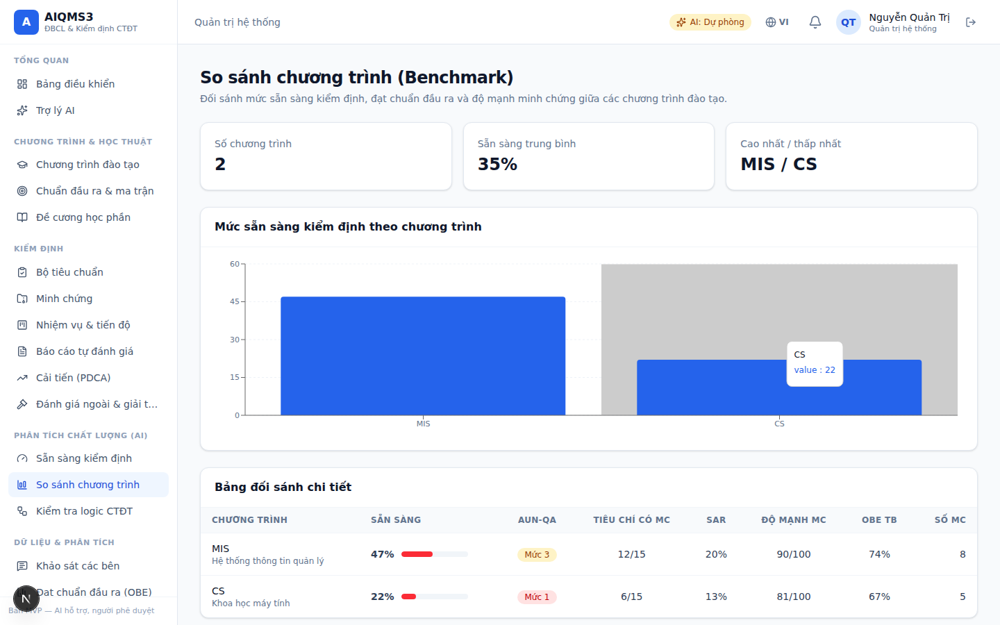 A
AIQMS3
ĐBCL & Kiểm định CTĐT
Quản trị hệ thống
AI: Dự phòng
VI
QT
Nguyễn Quản Trị
Quản trị hệ thống
TỔNG QUAN
Bảng điều khiển
Trợ lý AI
CHƯƠNG TRÌNH & HỌC THUẬT
Chương trình đào tạo
Chuẩn đầu ra & ma trận
Đề cương học phần
KIỂM ĐỊNH
Bộ tiêu chuẩn
Minh chứng
Nhiệm vụ & tiến độ
Báo cáo tự đánh giá
Cải tiến (PDCA)
Đánh giá ngoài & giải t...
PHÂN TÍCH CHẤT LƯỢNG (AI)
Sẵn sàng kiểm định
So sánh chương trình
Kiểm tra logic CTĐT
DỮ LIỆU & PHÂN TÍCH
Khảo sát các bên
Đạt chuẩn đầu ra (OBE)
N
MVP — AI hỗ trợ, người phê duyệt
So sánh chương trình (Benchmark)
Đối sánh mức sẵn sàng kiểm định, đạt chuẩn đầu ra và độ mạnh minh chứng giữa các chương trình đào tạo.
Số chương trình
2
Sẵn sàng trung bình
35%
Cao nhất / thấp nhất
MIS / CS
Mức sẵn sàng kiểm định theo chương trình
60
45
30
15
0
MIS
CS
CS
value : 22
Bảng đối sánh chi tiết
CHƯƠNG TRÌNH SẴN SÀNG AUN-QA TIÊU CHÍ CÓ MC SAR ĐỘ MẠNH MC OBE TB SỐ MC
MIS
Hệ thống thông tin quản lý
47% Mức 3 12/15 20% 90/100 74% 8
CS
Khoa học máy tính
22% Mức 1 6/15 13% 81/100 67% 5